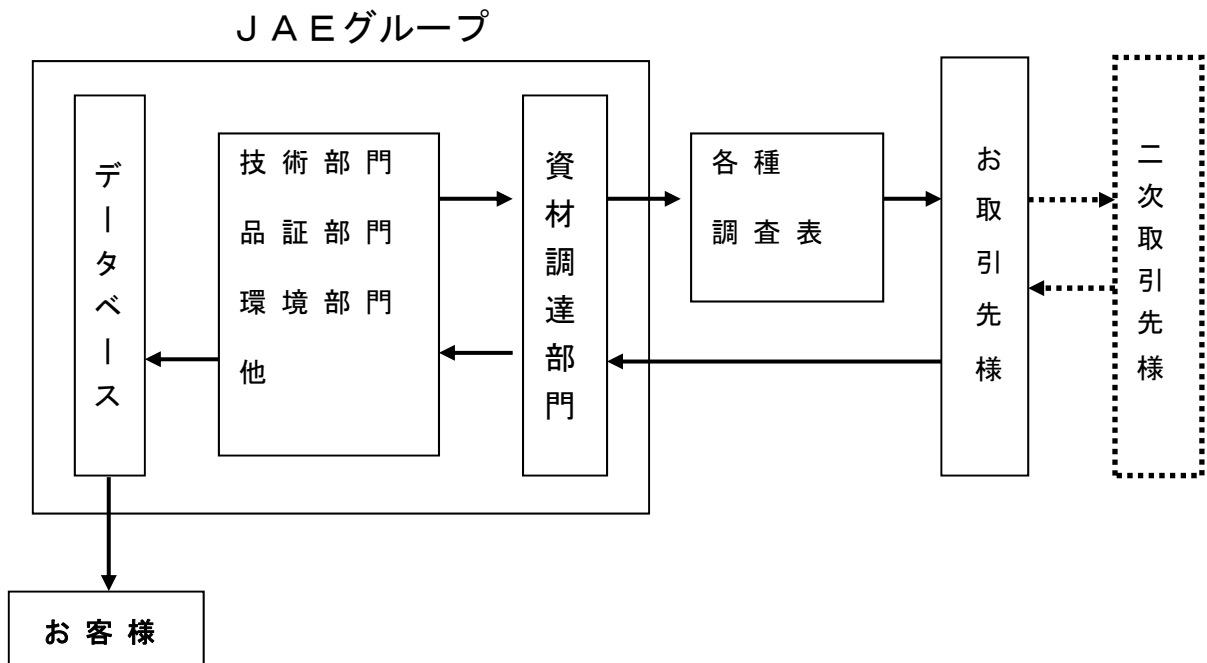 ＪＡＥグループ
データベース
技術部門
品証部門
環境部門
他
資材調達部門
各種
調査表
お取引先様
二次取引先様
お客様